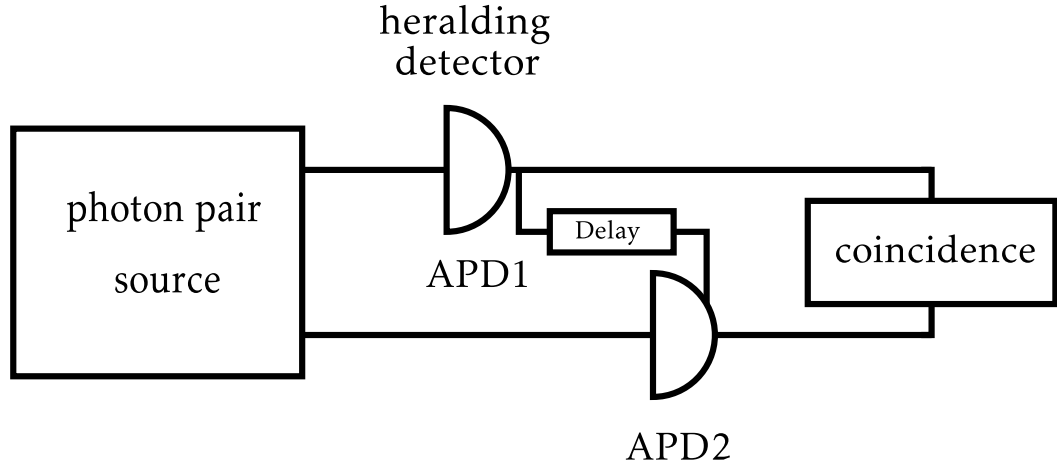 heralding
detector
photon pair
source
APD1
Delay
coincidence
APD2